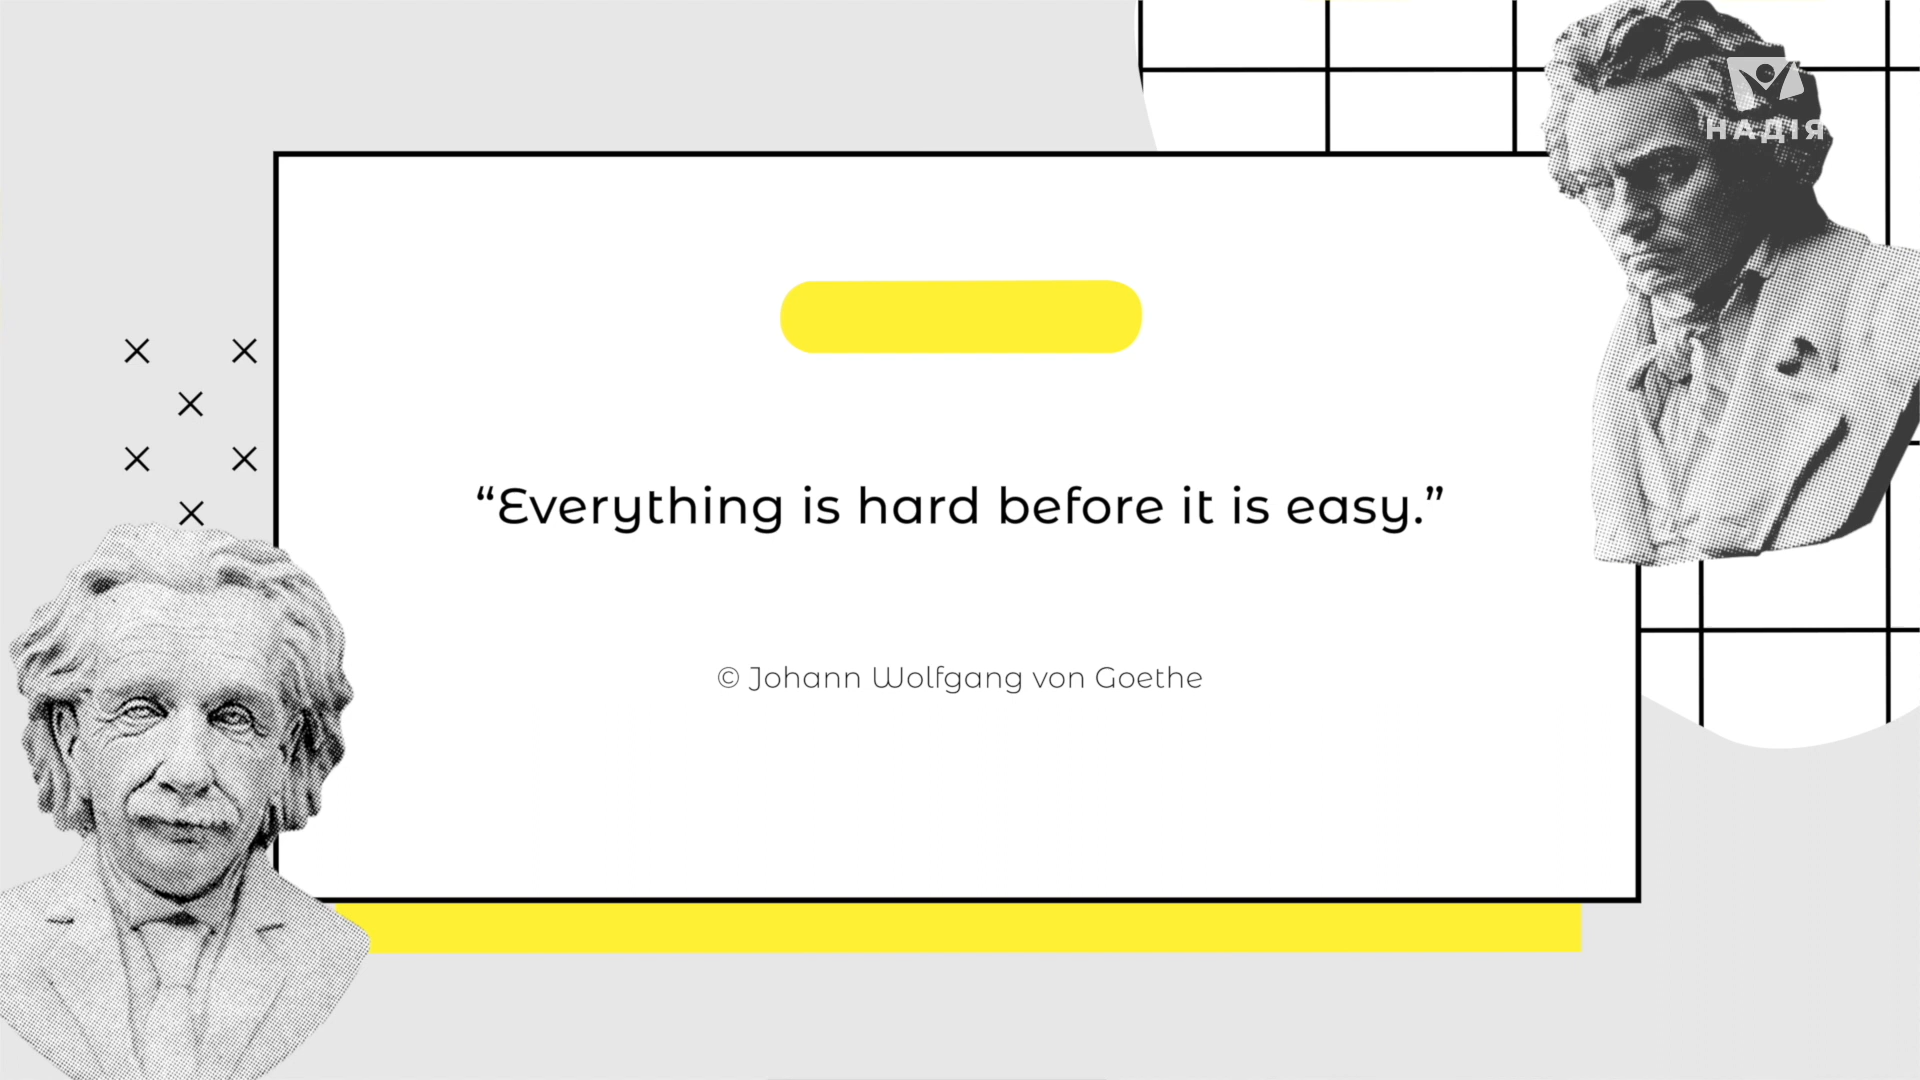 НАДІЯ
“Everything is hard before it is easy.”
© Johann Wolfgang von Goethe